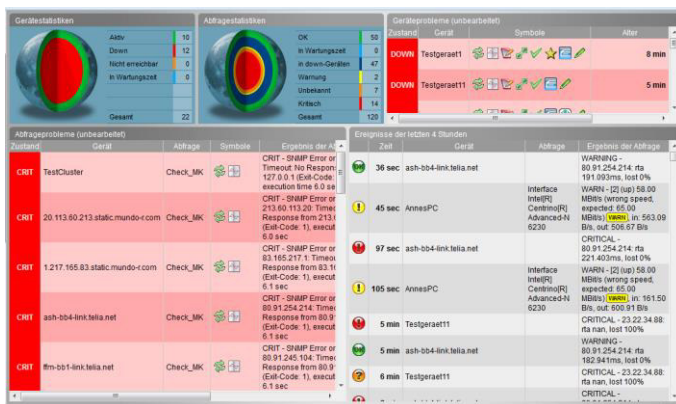 Gerätestatistiken
Aktiv 10
Down 12
Nicht erreichbar 0
In Wartungszeit 0
Gesamt 22
Abfragestatistiken
OK 50
In Wartungszeit 0
in down-Geräten 47
Warnung 2
Unbekannt 7
Kritisch 14
Gesamt 120
Geräteprobleme (unbearbeitet)
Zustand Gerät Symbole Alter
DOWN Testgeraet1 8 min
DOWN Testgeraet11 5 min
Abfrageprobleme (unbearbeitet)
Zustand Gerät Abfrage Symbole Ergebnis der
CRIT TestCluster Check_MK
CRIT - SNMP Error or
Timeout: No Respons
127.0.0.1 (Exit-Code:
execution time 6.0 se
CRIT 20.113.60.213.static.mundo-r.com Check_MK
CRIT - SNMP Error or
213.60.113.20: Timeo
Response from 213.
(Exit-Code: 1), execut
6.0 sec
CRIT 1.217.165.83.static.mundo-r.com Check_MK
CRIT - SNMP Error or
83.165.217.1: Timeou
Response from 83.16
(Exit-Code: 1), execut
6.1 sec
CRIT ash-bb4-link.telia.net Check_MK
CRIT - SNMP Error or
80.91.254.214: Timeo
Response from 80.9
(Exit-Code: 1), execut
6.1 sec
CRIT ffm-bb1-link.telia.net Check_MK
CRIT - SNMP Error or
80.91.245.104: Timeo
Response from 80.9
(Exit-Code: 1), execut
6.1 sec
Ereignisse der letzten 4 Stunden
Zeit Gerät Abfrage Ergebnis der Abfrage
36 sec ash-bb4-link.telia.net
WARNING -
80.91.254.214: rta
191.093ms, lost 0%
45 sec AnnesPC
Interface
Intel[R]
Centrino[R]
Advanced-N
6230
WARN - [2] (up) 58.00
MBit/s (wrong speed,
expected: 65.00
MBit/s) WARN, in: 563.09
B/s, out: 506.67 B/s
97 sec ash-bb4-link.telia.net
CRITICAL -
80.91.254.214: rta
221.403ms, lost 0%
105 sec AnnesPC
Interface
Intel[R]
Centrino[R]
Advanced-N
6230
WARN - [2] (up) 58.00
MBit/s (wrong speed,
expected: 65.00
MBit/s) WARN, in: 161.50
B/s, out: 600.91 B/s
5 min Testgeraet11
CRITICAL - 23.22.34.88:
rta nan, lost 100%
5 min ash-bb4-link.telia.net
WARNING -
80.91.254.214: rta
182.941ms, lost 0%
6 min Testgeraet11
CRITICAL - 23.22.34.88:
rta nan, lost 100%
CRITICAL -